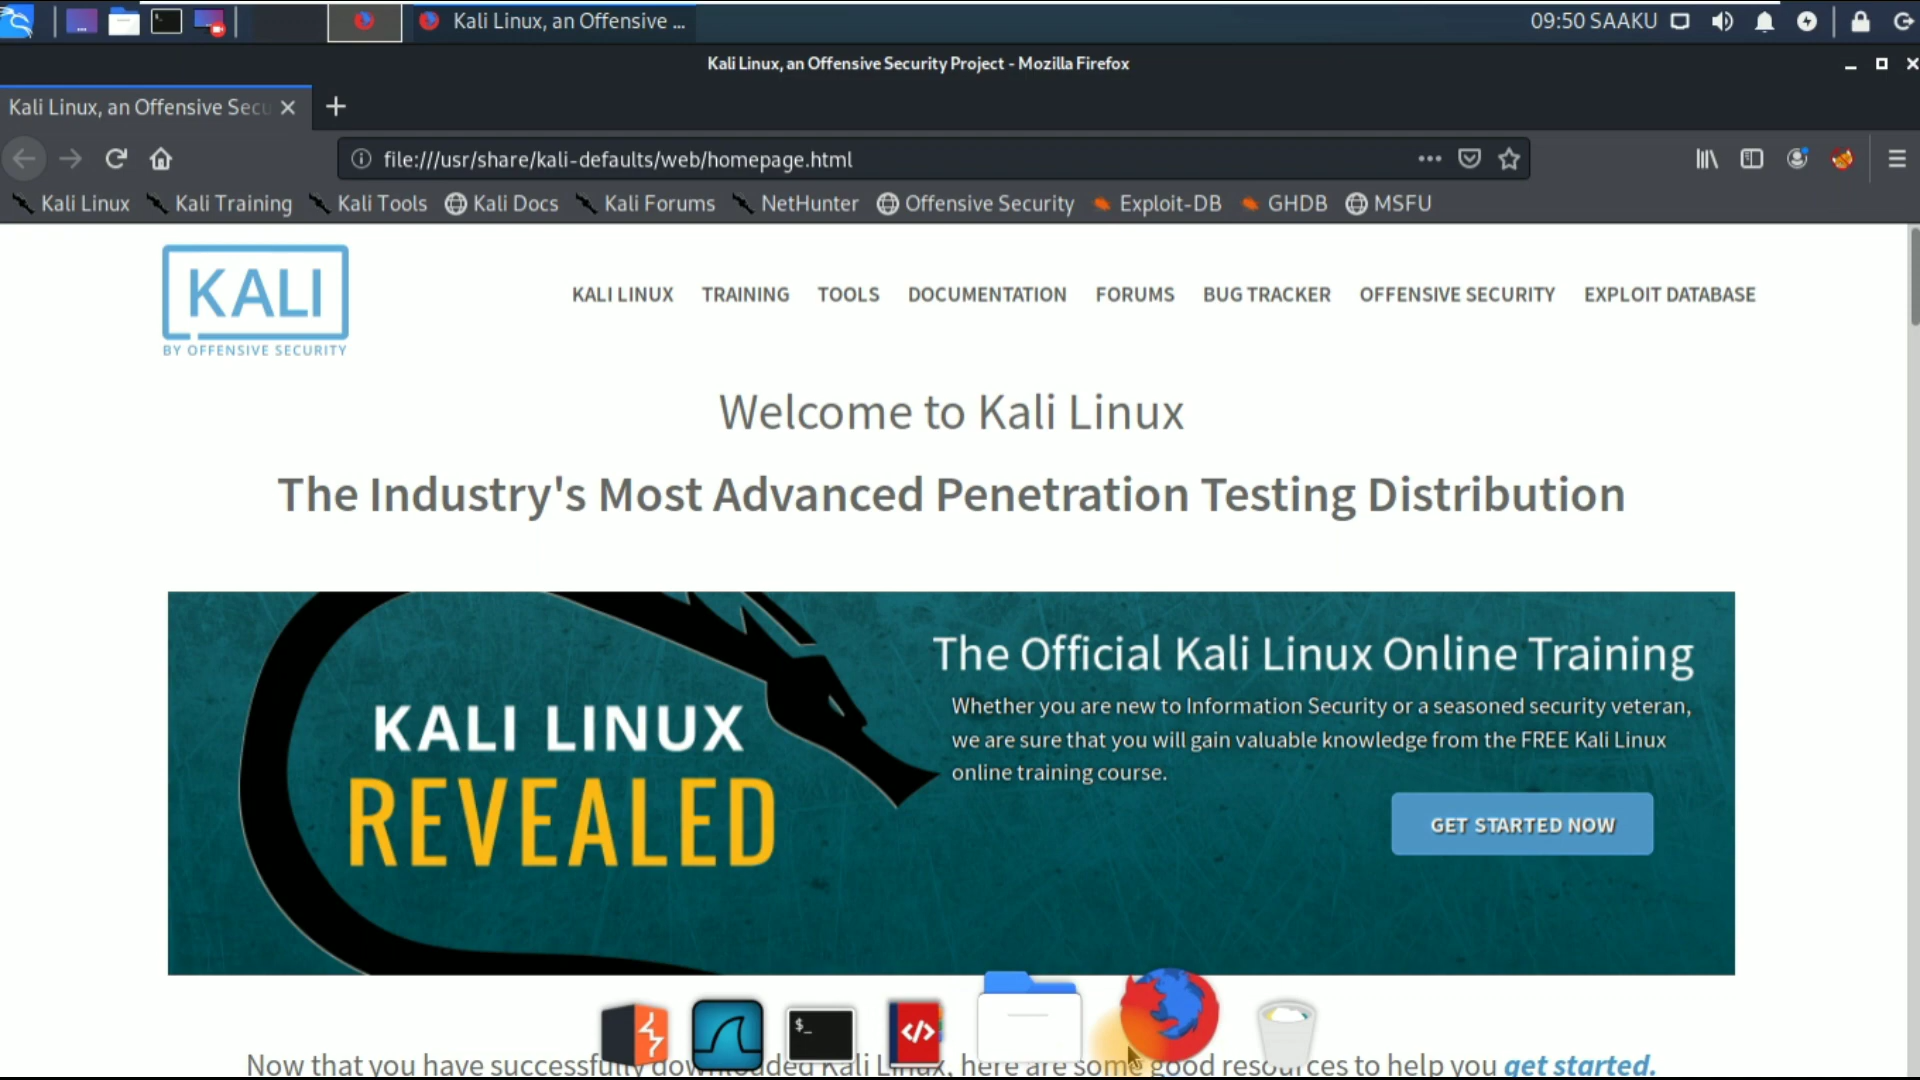 Kali Linux, an Offensive ...
09:50 SAAKU
Kali Linux, an Offensive Security Project - Mozilla Firefox
Kali Linux, an Offensive Secu
file:///usr/share/kali-defaults/web/homepage.html
Kali Linux Kali Training Kali Tools Kali Docs Kali Forums NetHunter Offensive Security Exploit-DB GHDB MSFU
KALI
BY OFFENSIVE SECURITY
KALI LINUX TRAINING TOOLS DOCUMENTATION FORUMS BUG TRACKER OFFENSIVE SECURITY EXPLOIT DATABASE
Welcome to Kali Linux
The Industry's Most Advanced Penetration Testing Distribution
KALI LINUX
REVEALED
The Official Kali Linux Online Training
Whether you are new to Information Security or a seasoned security veteran,
we are sure that you will gain valuable knowledge from the FREE Kali Linux
online training course.
GET STARTED NOW
$_
</>
Now that you have successfully downloaded Kali Linux, here are some good resources to help you get started.